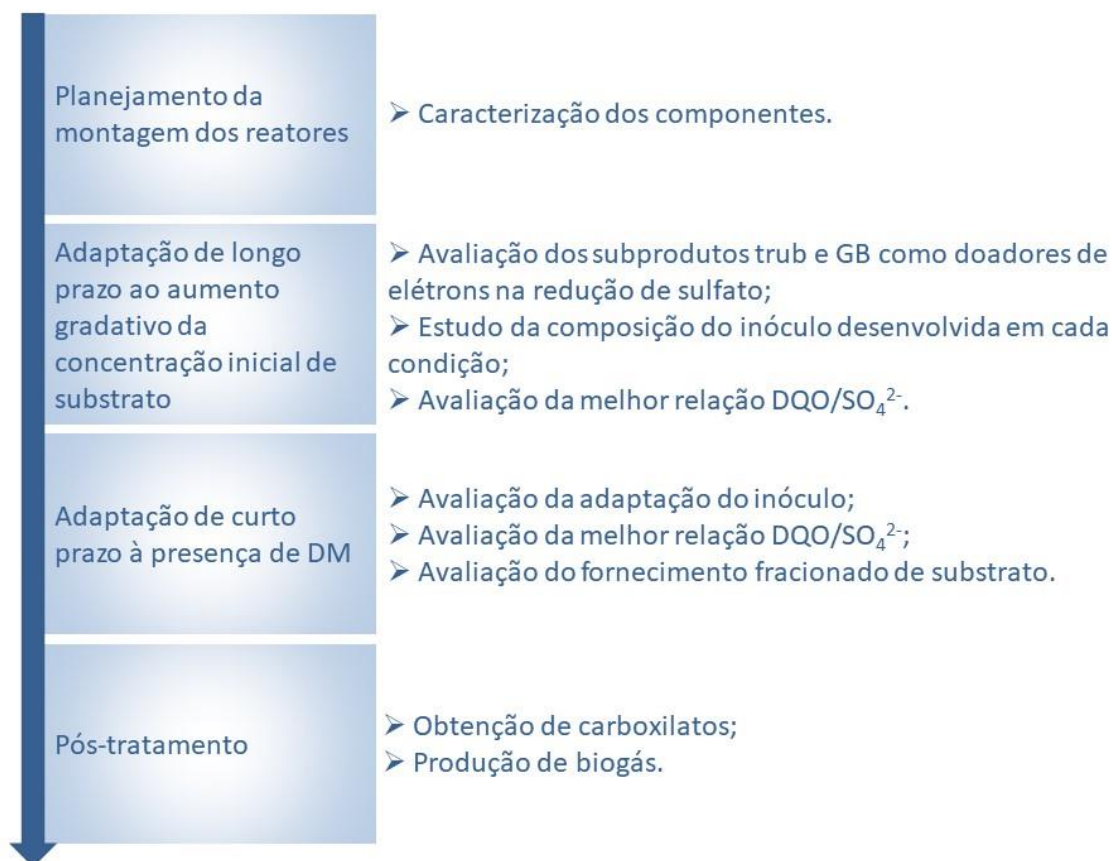 Planejamento da
montagem dos reatores
➢ Caracterização dos componentes.
Adaptação de longo
prazo ao aumento
gradativo da
concentração inicial de
substrato
➢ Avaliação dos subprodutos trub e GB como doadores de
elétrons na redução de sulfato;
➢ Estudo da composição do inóculo desenvolvida em cada
condição;
➢ Avaliação da melhor relação DQO/SO₄²⁻.
Adaptação de curto
prazo à presença de DM
➢ Avaliação da adaptação do inóculo;
➢ Avaliação da melhor relação DQO/SO₄²⁻;
➢ Avaliação do fornecimento fracionado de substrato.
Pós-tratamento
➢ Obtenção de carboxilatos;
➢ Produção de biogás.